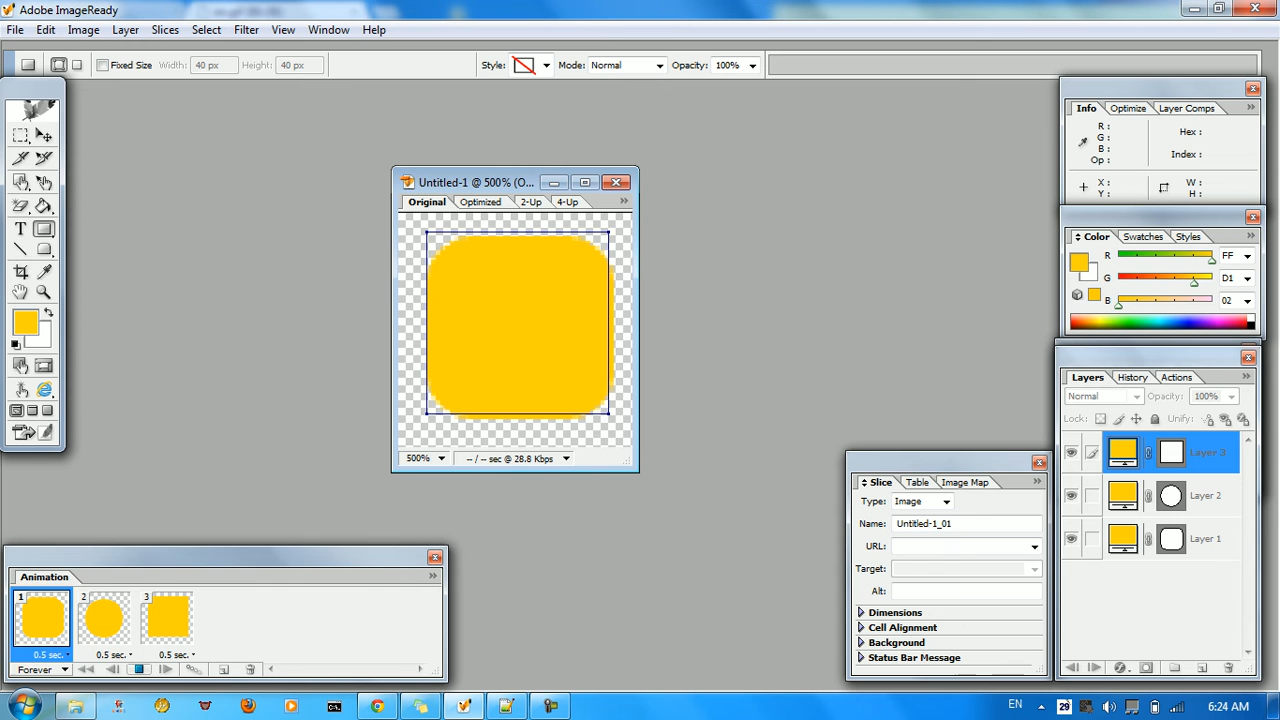 Adobe ImageReady
File Edit Image Layer Slices Select Filter View Window Help
Fixed Size Width: 40 px Height: 40 px Style: Mode: Normal Opacity: 100%
Info Optimize Layer Comps
R :
G :
B :
Op :
Hex :
Index :
X :
Y :
W :
H :
Untitled-1 @ 500% (O...
Original Optimized 2-Up 4-Up
500% -- / -- sec @ 28.8 Kbps
Color Swatches Styles
R FF
G D1
B 02
Layers History Actions
Normal Opacity: 100%
Lock: Unify:
Layer 3
Layer 2
Layer 1
Slice Table Image Map
Type: Image
Name: Untitled-1_01
URL:
Target:
Alt:
Dimensions
Cell Alignment
Background
Status Bar Message
Animation
1 2 3
0.5 sec. 0.5 sec. 0.5 sec.
Forever
T
EN 29 6:24 AM